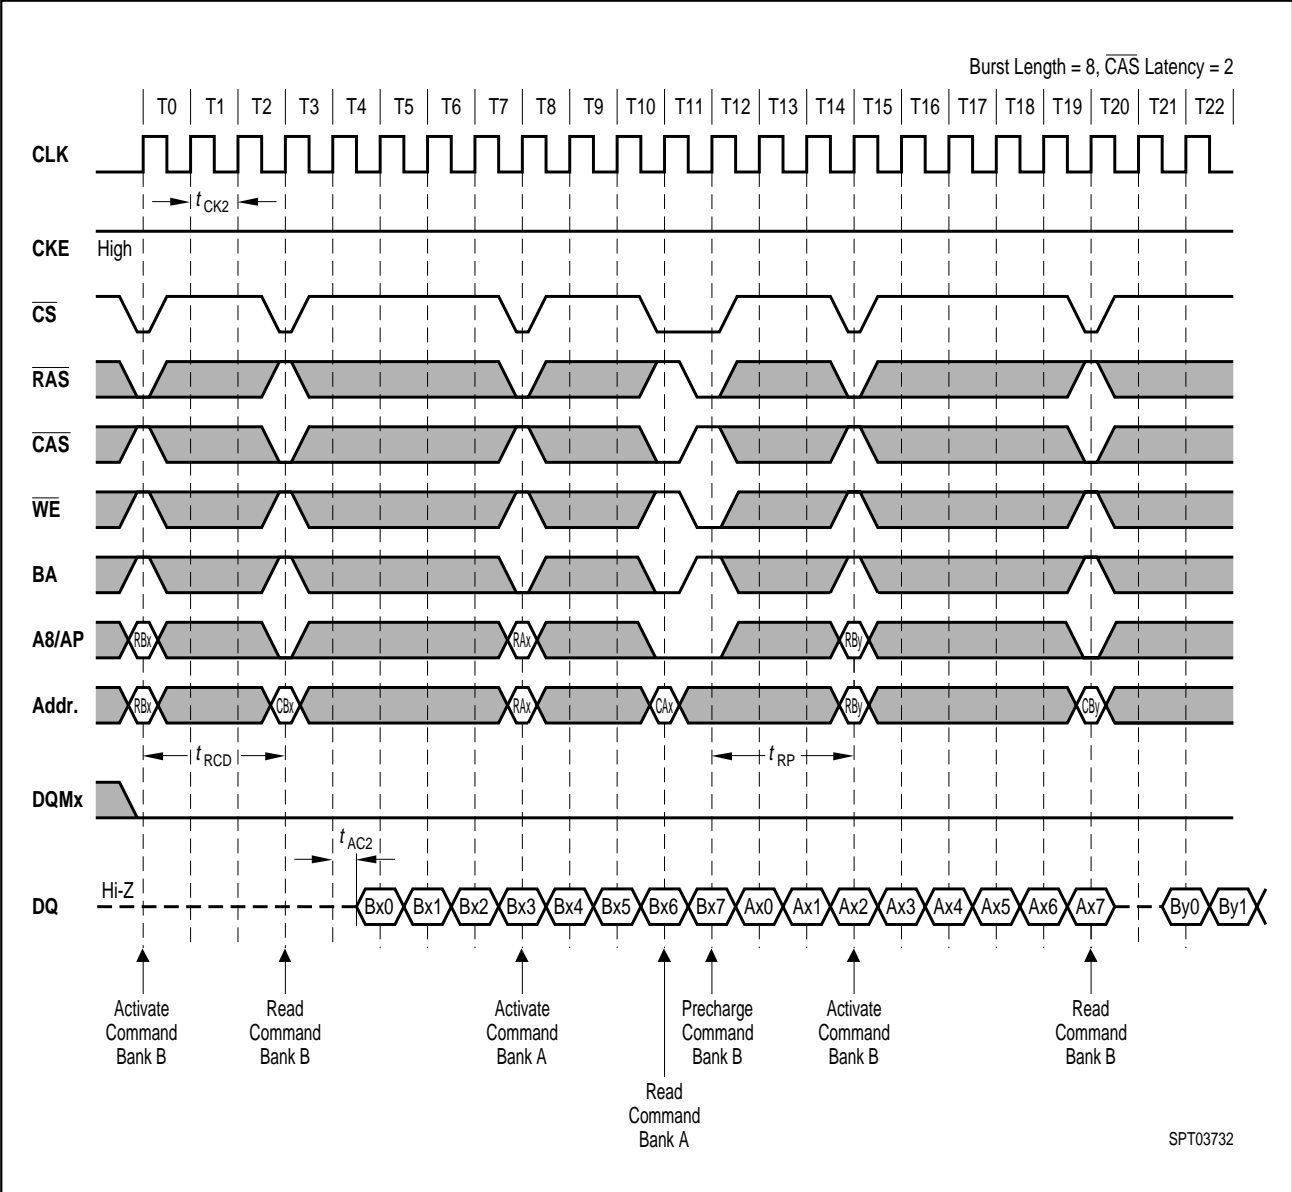 Burst Length = 8, CAS Latency = 2
T0 T1 T2 T3 T4 T5 T6 T7 T8 T9 T10 T11 T12 T13 T14 T15 T16 T17 T18 T19 T20 T21 T22
CLK
t CK2
CKE High
CS
RAS
CAS
WE
BA
A8/AP RBx RAx RBy
Addr. RBx CBx RAx CAx RBy CBy
t RCD t RP
DQMx
t AC2
DQ Hi-Z Bx0 Bx1 Bx2 Bx3 Bx4 Bx5 Bx6 Bx7 Ax0 Ax1 Ax2 Ax3 Ax4 Ax5 Ax6 Ax7 By0 By1
Activate Command Bank B
Read Command Bank B
Activate Command Bank A
Read Command Bank A
Precharge Command Bank B
Activate Command Bank B
Read Command Bank B
SPT03732